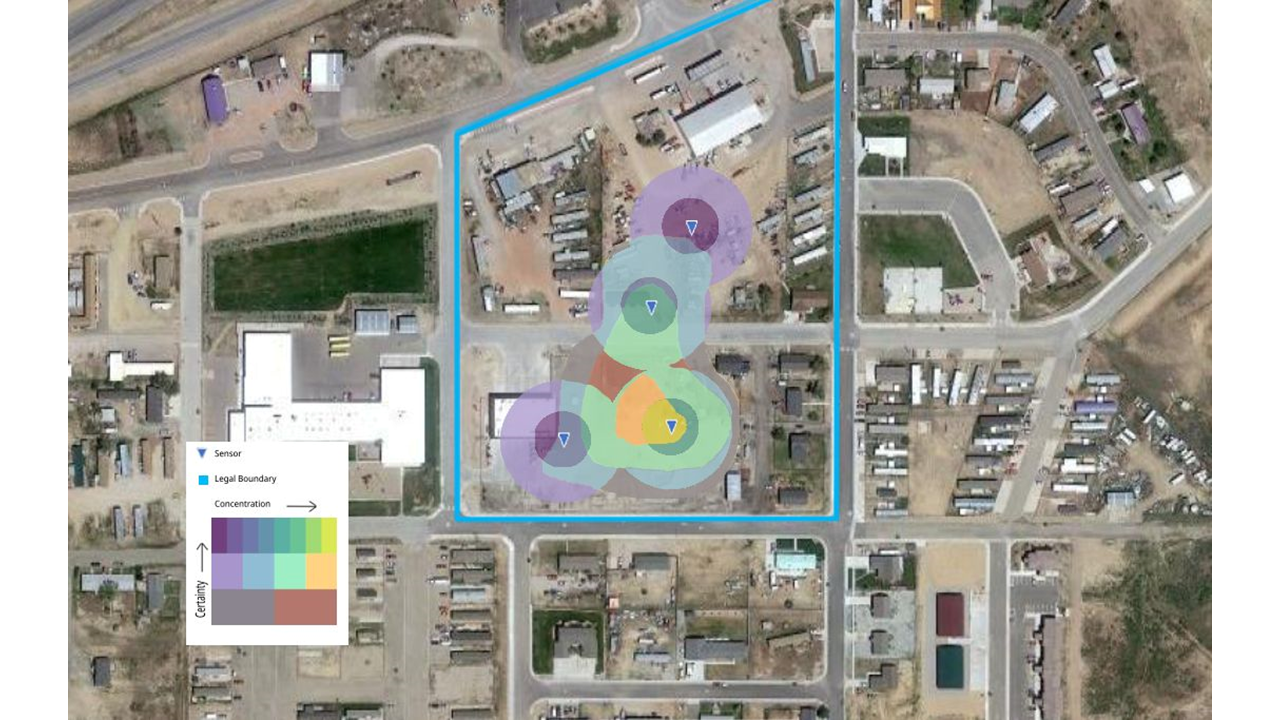 Sensor
Legal Boundary
Concentration
Certainty